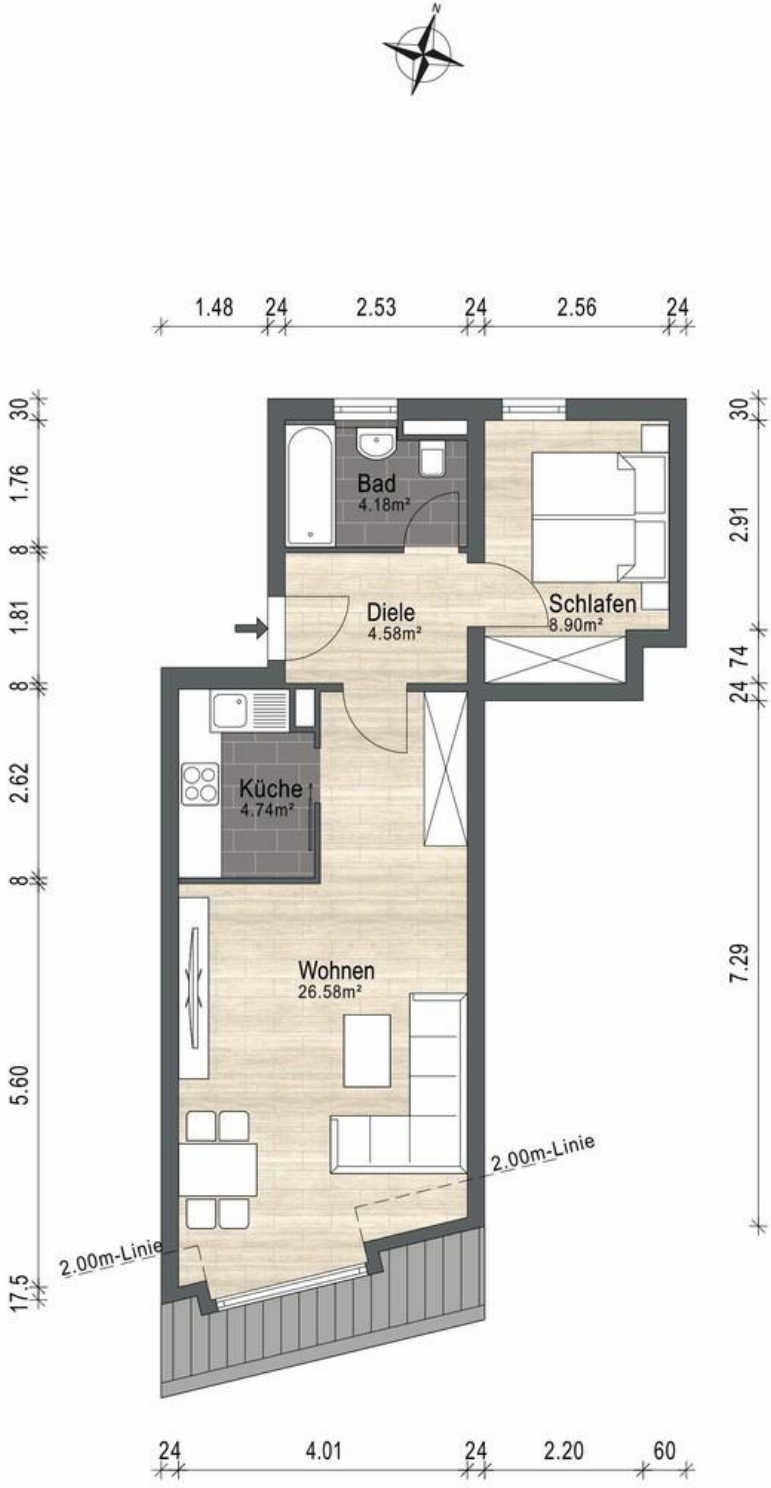 N
1.48 24 2.53 24 2.56 24
30
1.76
8
1.81
8
2.62
8
5.60
17.5
30
2.91
74
24
7.29
Bad
4.18m²
Diele
4.58m²
Schlafen
8.90m²
Küche
4.74m²
Wohnen
26.58m²
2.00m-Linie
2.00m-Linie
24 4.01 24 2.20 60